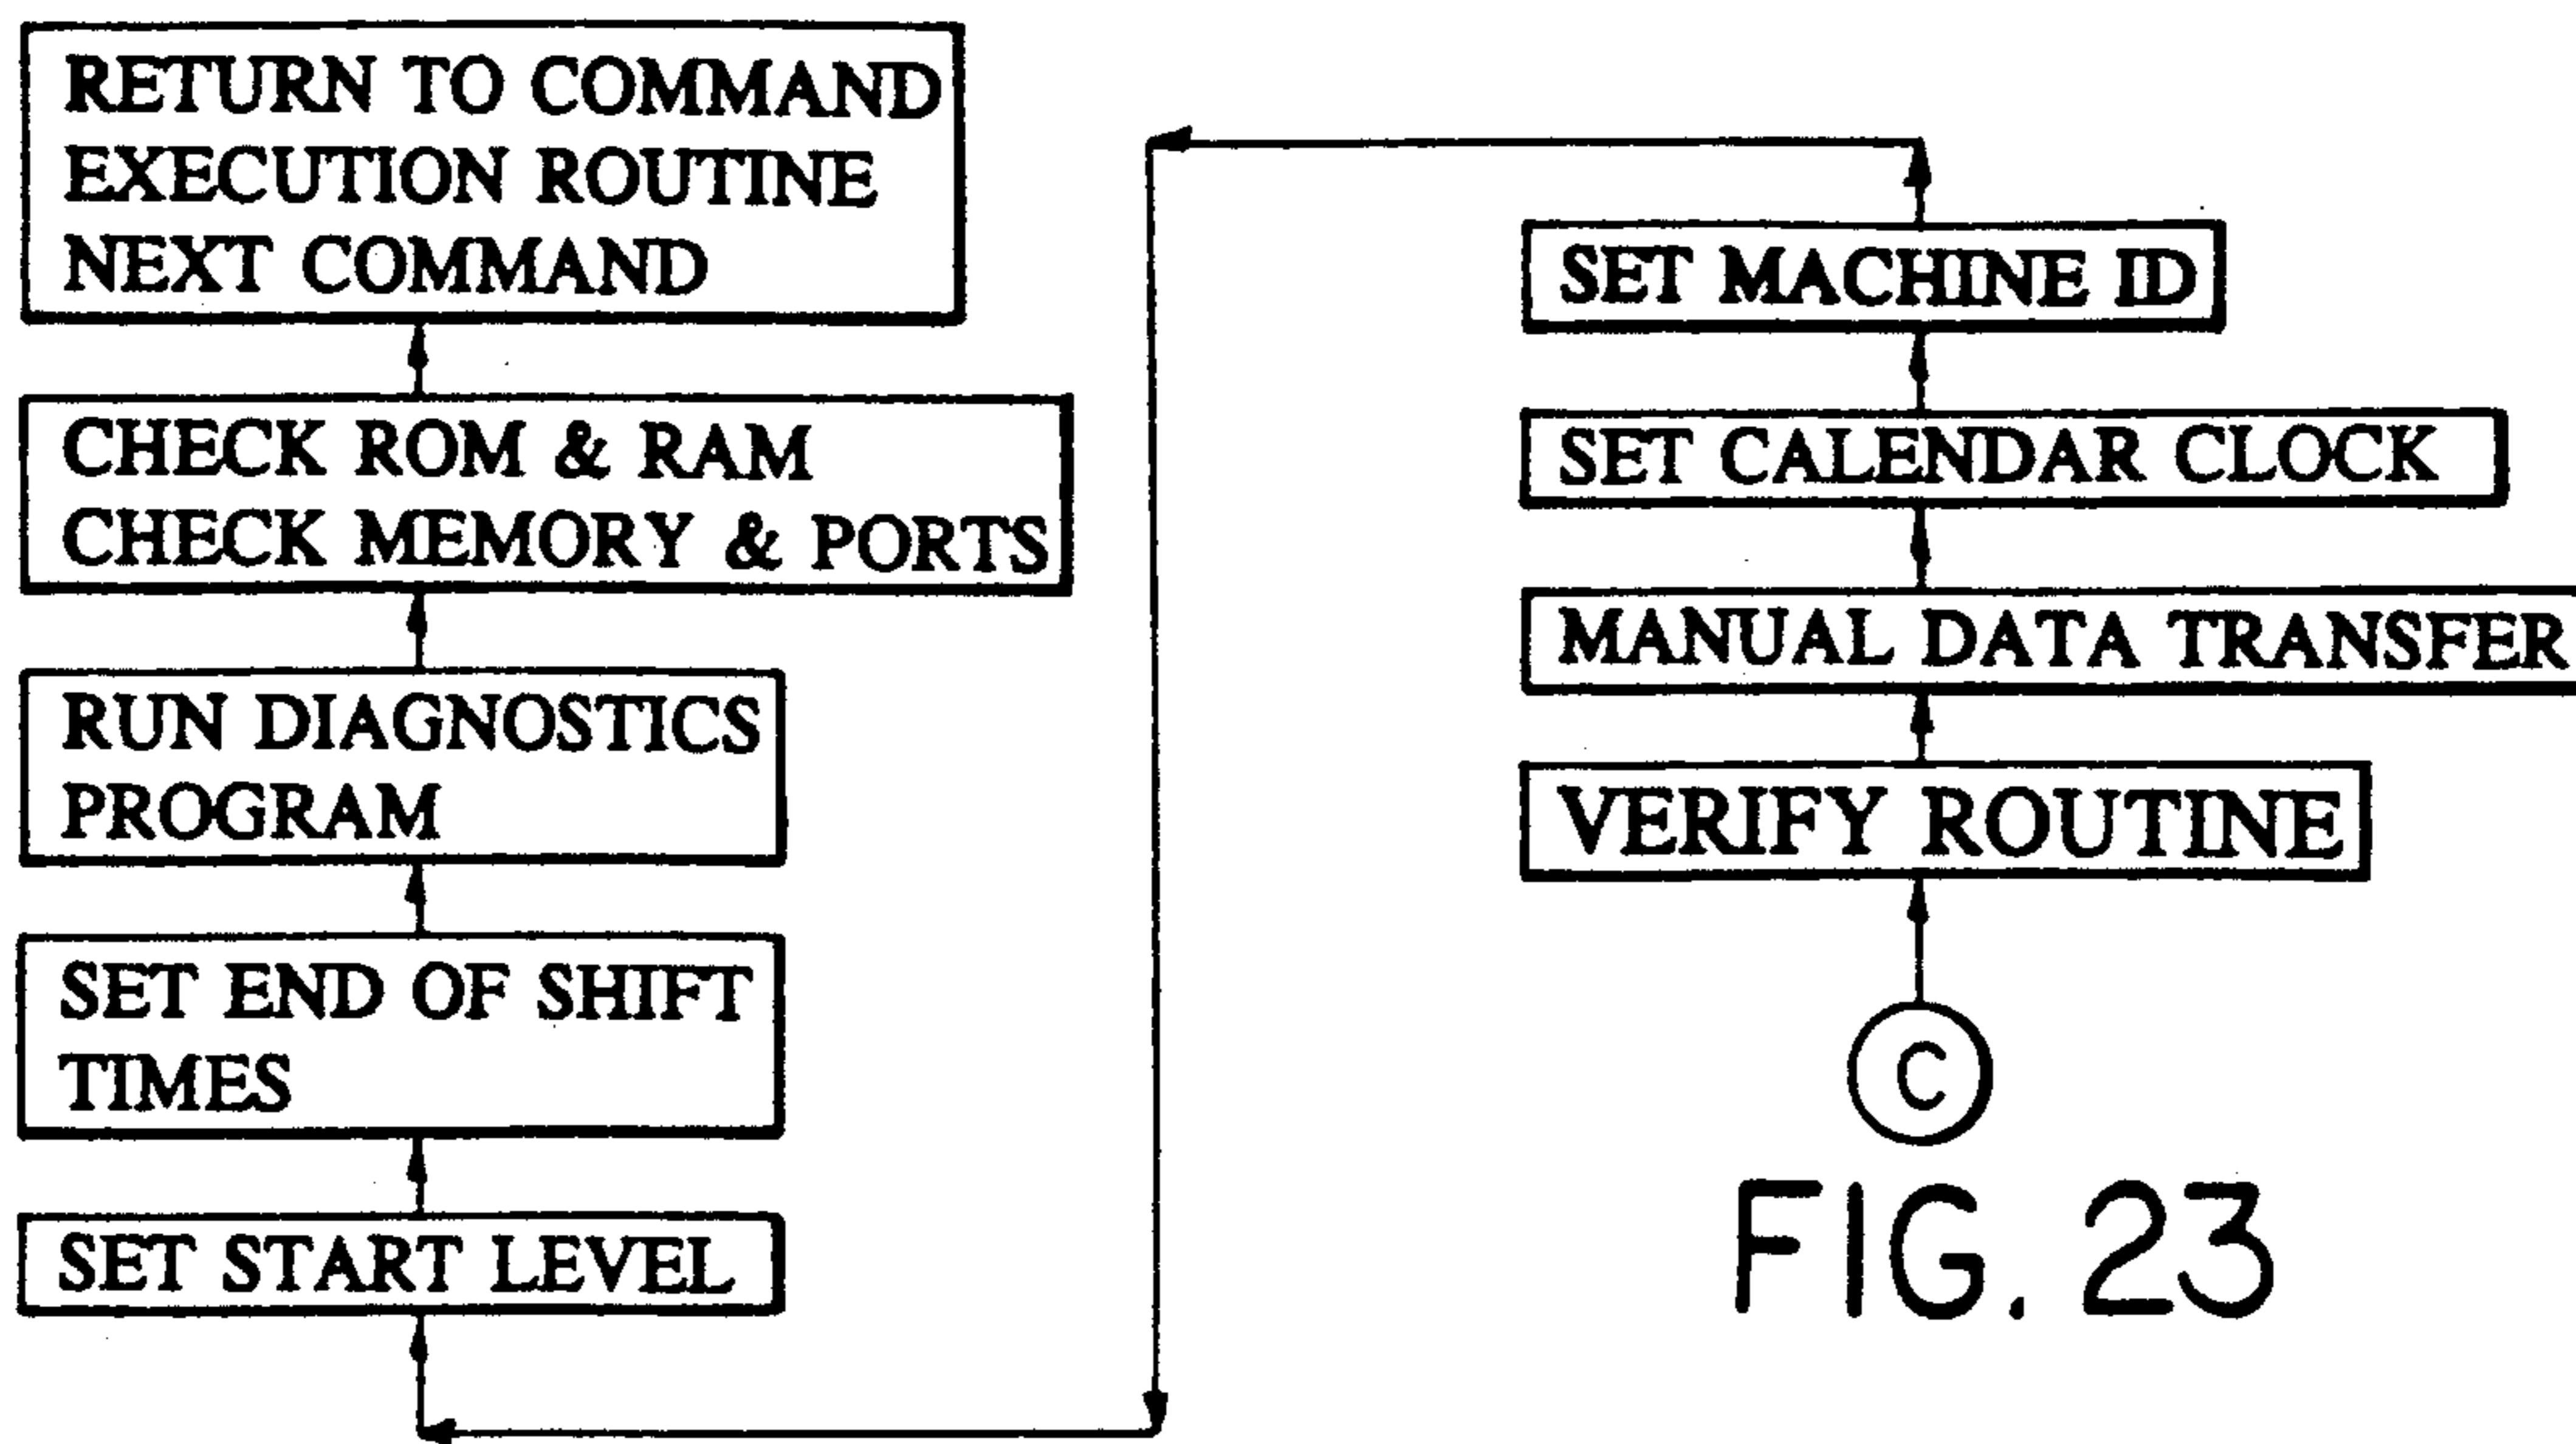 RETURN TO COMMAND
EXECUTION ROUTINE
NEXT COMMAND
CHECK ROM & RAM
CHECK MEMORY & PORTS
RUN DIAGNOSTICS
PROGRAM
SET END OF SHIFT
TIMES
SET START LEVEL
SET MACHINE ID
SET CALENDAR CLOCK
MANUAL DATA TRANSFER
VERIFY ROUTINE
C
FIG. 23